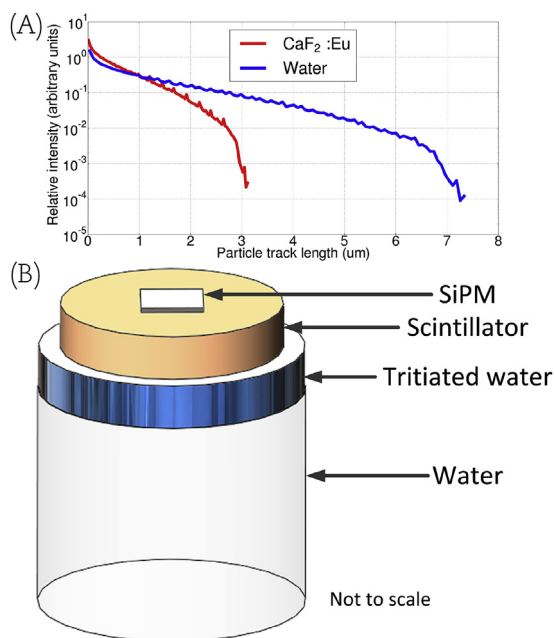 (A)
Relative intensity (arbitrary units)
10¹
10⁰
10⁻¹
10⁻²
10⁻³
10⁻⁴
10⁻⁵
CaF₂ :Eu
Water
0 1 2 3 4 5 6 7 8
Particle track length (um)
(B)
SiPM
Scintillator
Tritiated water
Water
Not to scale